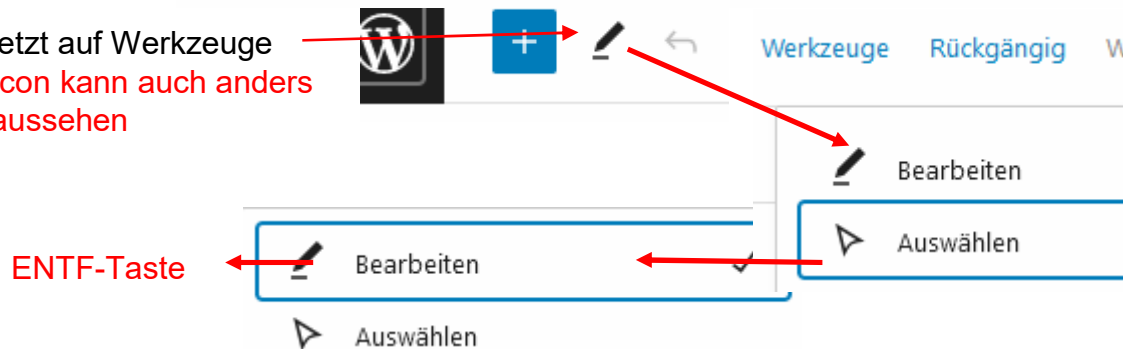 etzt auf Werkzeuge
con kann auch anders
aussehen
Werkzeuge Rückgängig W
Bearbeiten
Auswählen
ENTF-Taste
Bearbeiten
Auswählen